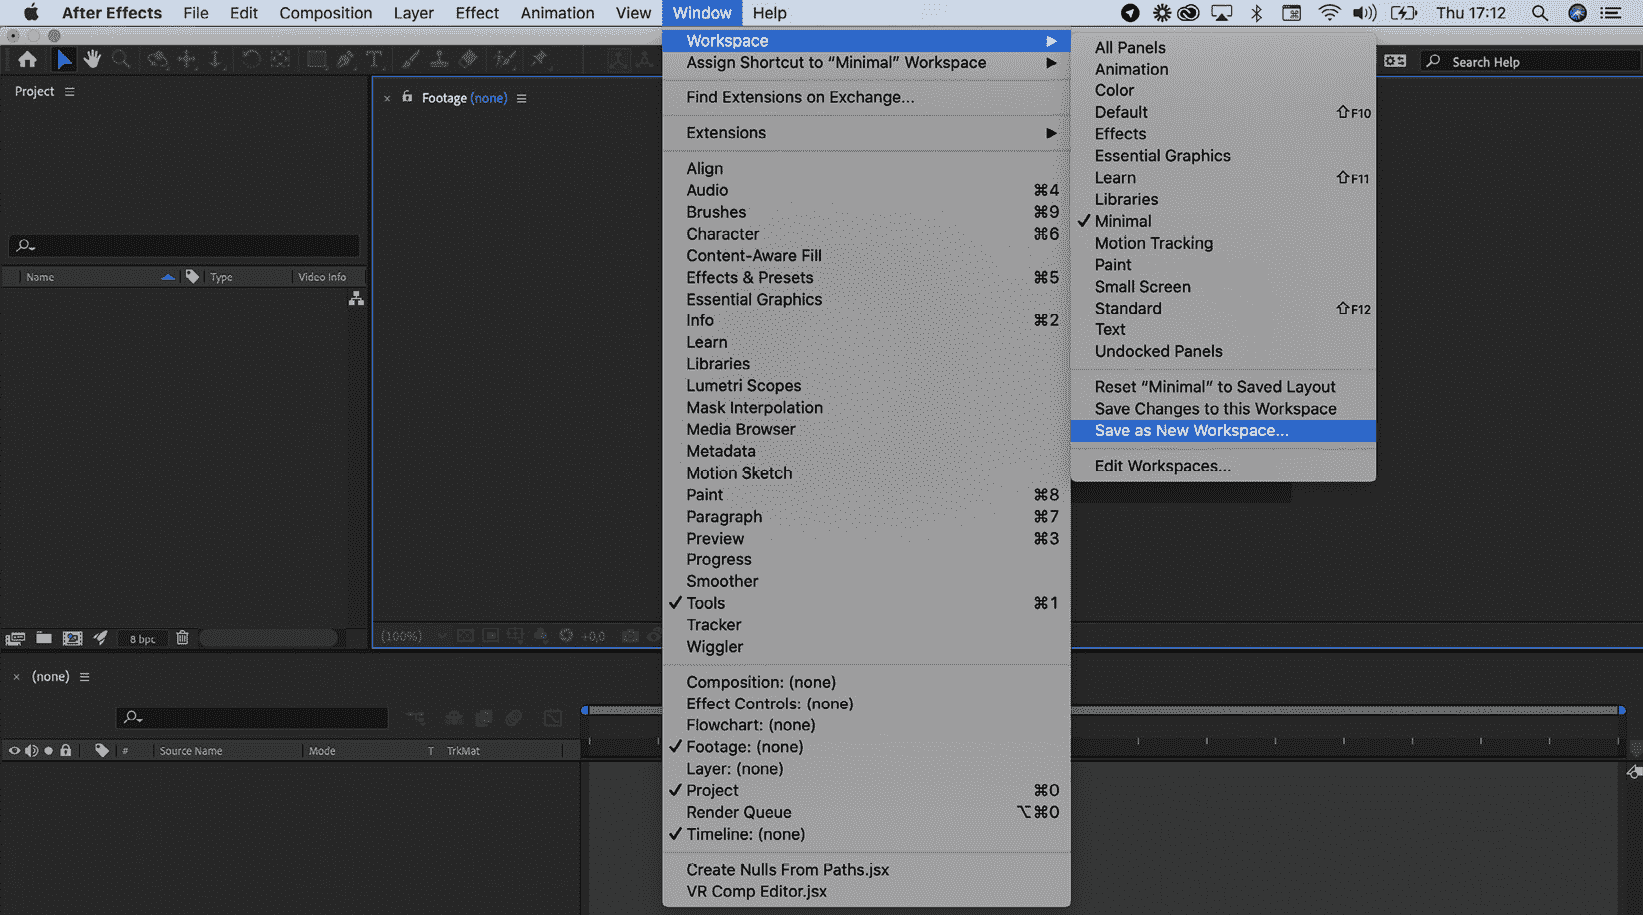 After Effects File Edit Composition Layer Effect Animation View Window Help Thu 17:12
Search Help
Project
Name Type Video Info
8 bpc
Footage (none)
(100%) +0,0
(none)
# Source Name Mode T TrkMat
Workspace
Assign Shortcut to “Minimal” Workspace
Find Extensions on Exchange...
Extensions
Align
Audio ⌘4
Brushes ⌘9
Character ⌘6
Content-Aware Fill
Effects & Presets ⌘5
Essential Graphics
Info ⌘2
Learn
Libraries
Lumetri Scopes
Mask Interpolation
Media Browser
Metadata
Motion Sketch
Paint ⌘8
Paragraph ⌘7
Preview ⌘3
Progress
Smoother
✓ Tools ⌘1
Tracker
Wiggler
Composition: (none)
Effect Controls: (none)
Flowchart: (none)
✓ Footage: (none)
Layer: (none)
✓ Project ⌘0
Render Queue ⌥⌘0
✓ Timeline: (none)
Create Nulls From Paths.jsx
VR Comp Editor.jsx
All Panels
Animation
Color
Default ⇧F10
Effects
Essential Graphics
Learn ⇧F11
Libraries
✓ Minimal
Motion Tracking
Paint
Small Screen
Standard ⇧F12
Text
Undocked Panels
Reset “Minimal” to Saved Layout
Save Changes to this Workspace
Save as New Workspace...
Edit Workspaces...